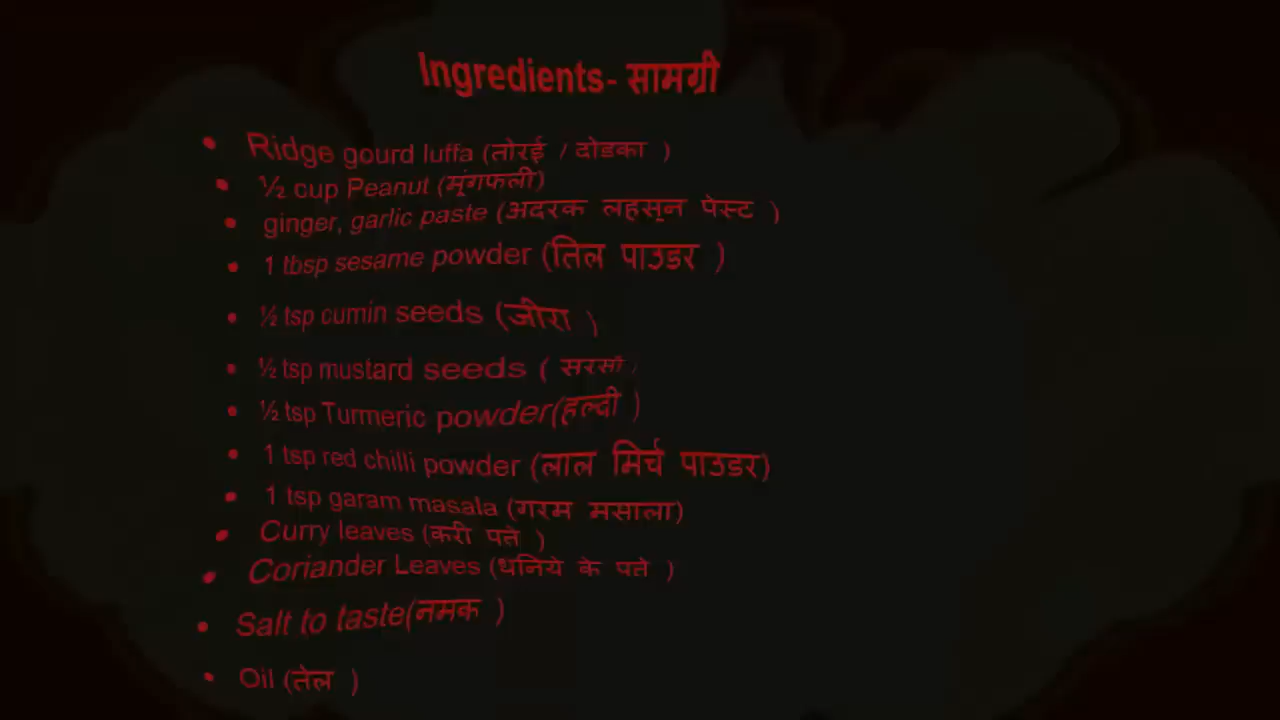 Ingredients- सामग्री
• Ridge gourd luffa (तोरई / दोडका )
• ½ cup Peanut (मूंगफली)
• ginger, garlic paste (अदरक लहसुन पेस्ट )
• 1 tbsp sesame powder (तिल पाउडर )
• ½ tsp cumin seeds (जीरा )
• ½ tsp mustard seeds ( सरसों )
• ½ tsp Turmeric powder(हल्दी )
• 1 tsp red chilli powder (लाल मिर्च पाउडर)
• 1 tsp garam masala (गरम मसाला)
• Curry leaves (करी पत्ते )
• Coriander Leaves (धनिये के पत्ते )
• Salt to taste(नमक )
• Oil (तेल )